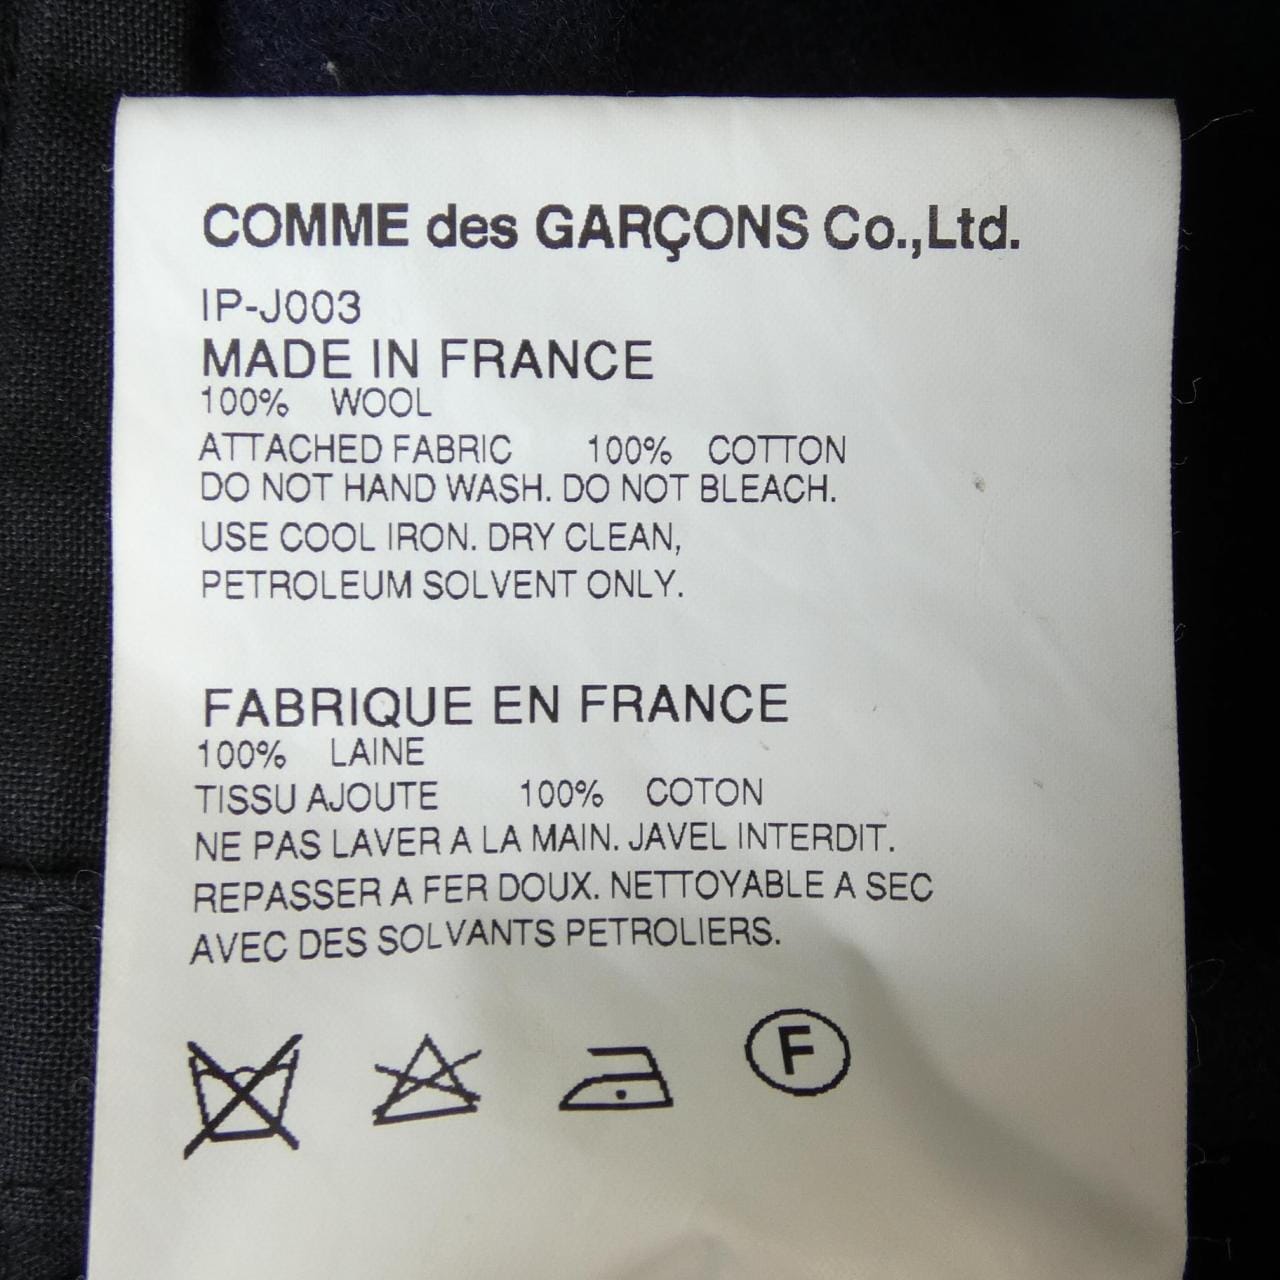 COMME des GARÇONS Co.,Ltd.
IP-J003
MADE IN FRANCE
100% WOOL
ATTACHED FABRIC 100% COTTON
DO NOT HAND WASH. DO NOT BLEACH.
USE COOL IRON. DRY CLEAN,
PETROLEUM SOLVENT ONLY.
FABRIQUE EN FRANCE
100% LAINE
TISSU AJOUTE 100% COTON
NE PAS LAVER A LA MAIN. JAVEL INTERDIT.
REPASSER A FER DOUX. NETTOYABLE A SEC
AVEC DES SOLVANTS PETROLIERS.
F